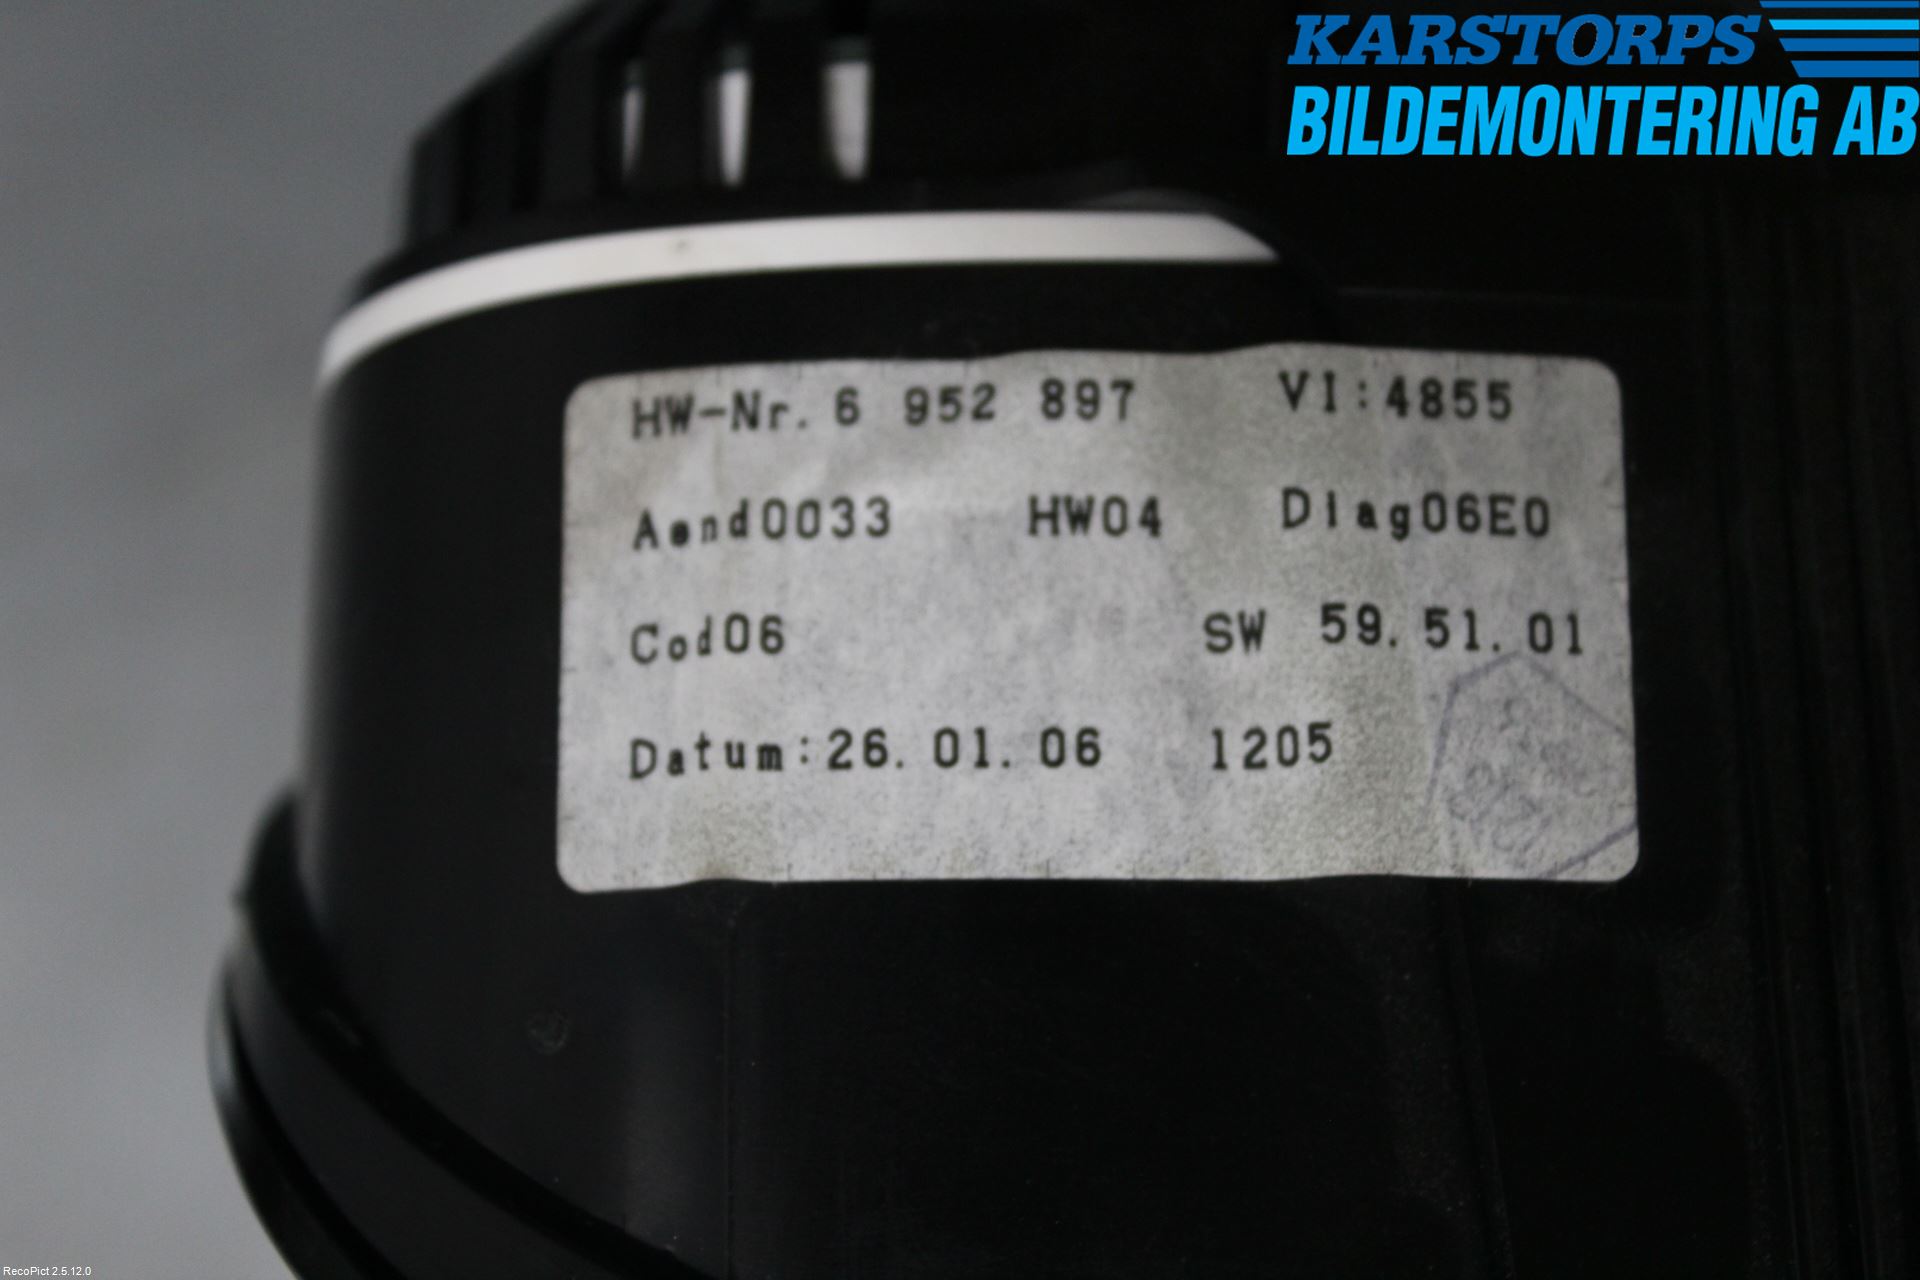 KARSTORPS
BILDEMONTERING AB
HW-Nr. 6 952 897 VI:4855
Aend0033 HW04 Diag06E0
Cod06 SW 59.51.01
Datum:26.01.06 1205
RecoPict 2.5.12.0